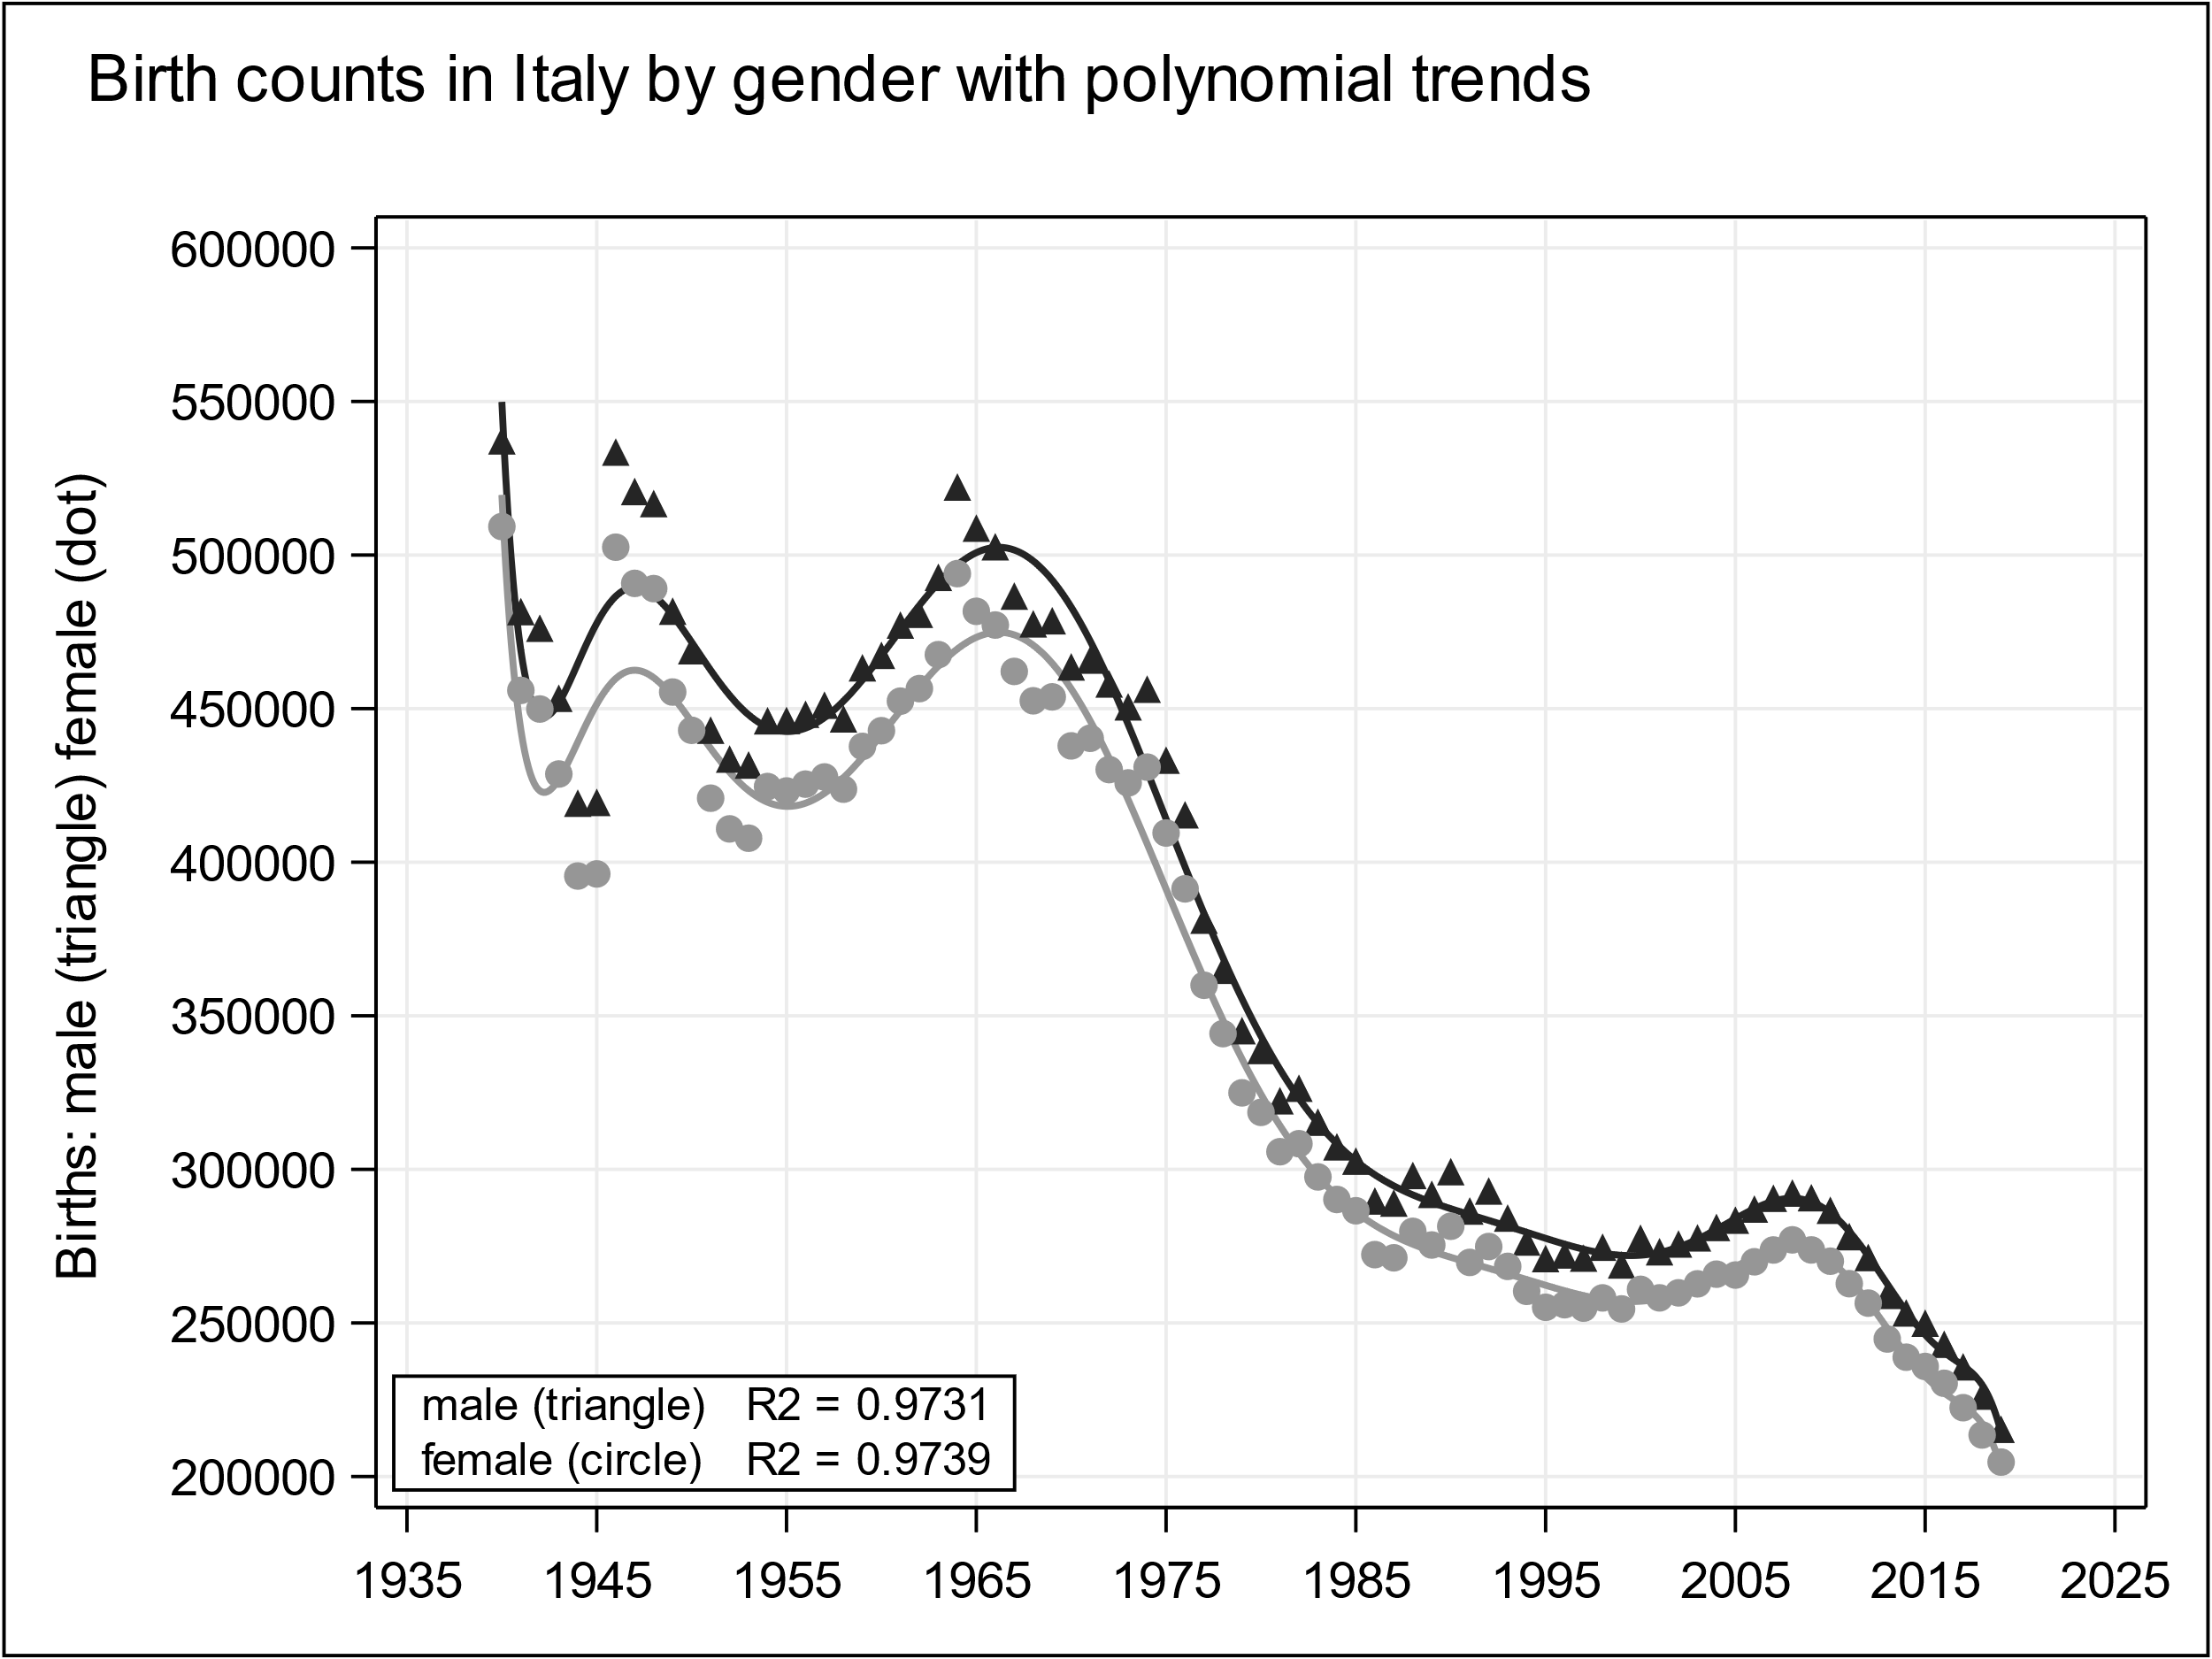 Birth counts in Italy by gender with polynomial trends
Births: male (triangle) female (dot)
600000
550000
500000
450000
400000
350000
300000
250000
200000
male (triangle) R2 = 0.9731
female (circle) R2 = 0.9739
1935 1945 1955 1965 1975 1985 1995 2005 2015 2025